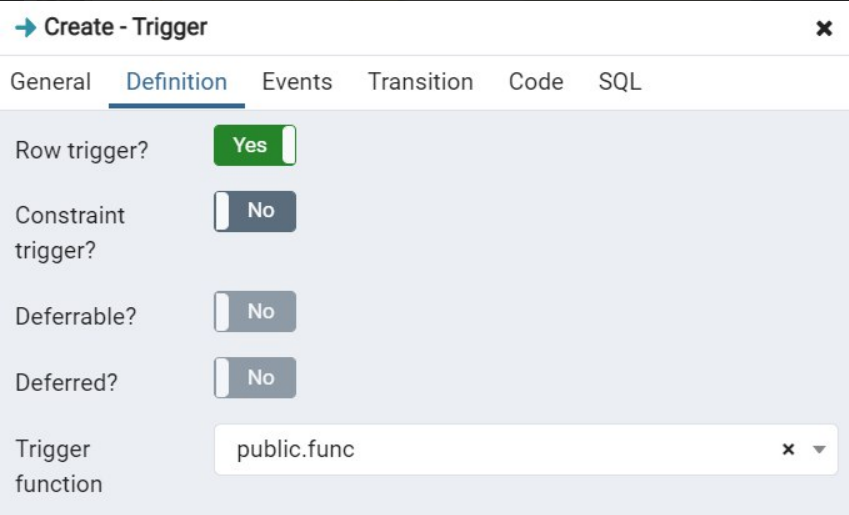 Create - Trigger
General Definition Events Transition Code SQL
Row trigger? Yes
Constraint No
trigger?
Deferrable? No
Deferred? No
Trigger public.func
function